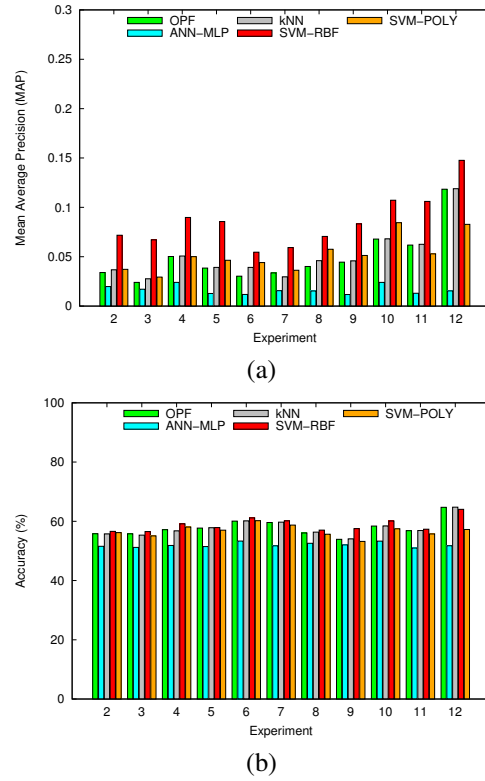 0.3
OPF
kNN
SVM−POLY
ANN−MLP
SVM−RBF
0.25
0.2
0.15
0.1
0.05
0
Mean Average Precision (MAP)
2 3 4 5 6 7 8 9 10 11 12
Experiment
(a)
100
OPF
kNN
SVM−POLY
ANN−MLP
SVM−RBF
80
60
40
20
0
Accuracy (%)
2 3 4 5 6 7 8 9 10 11 12
Experiment
(b)